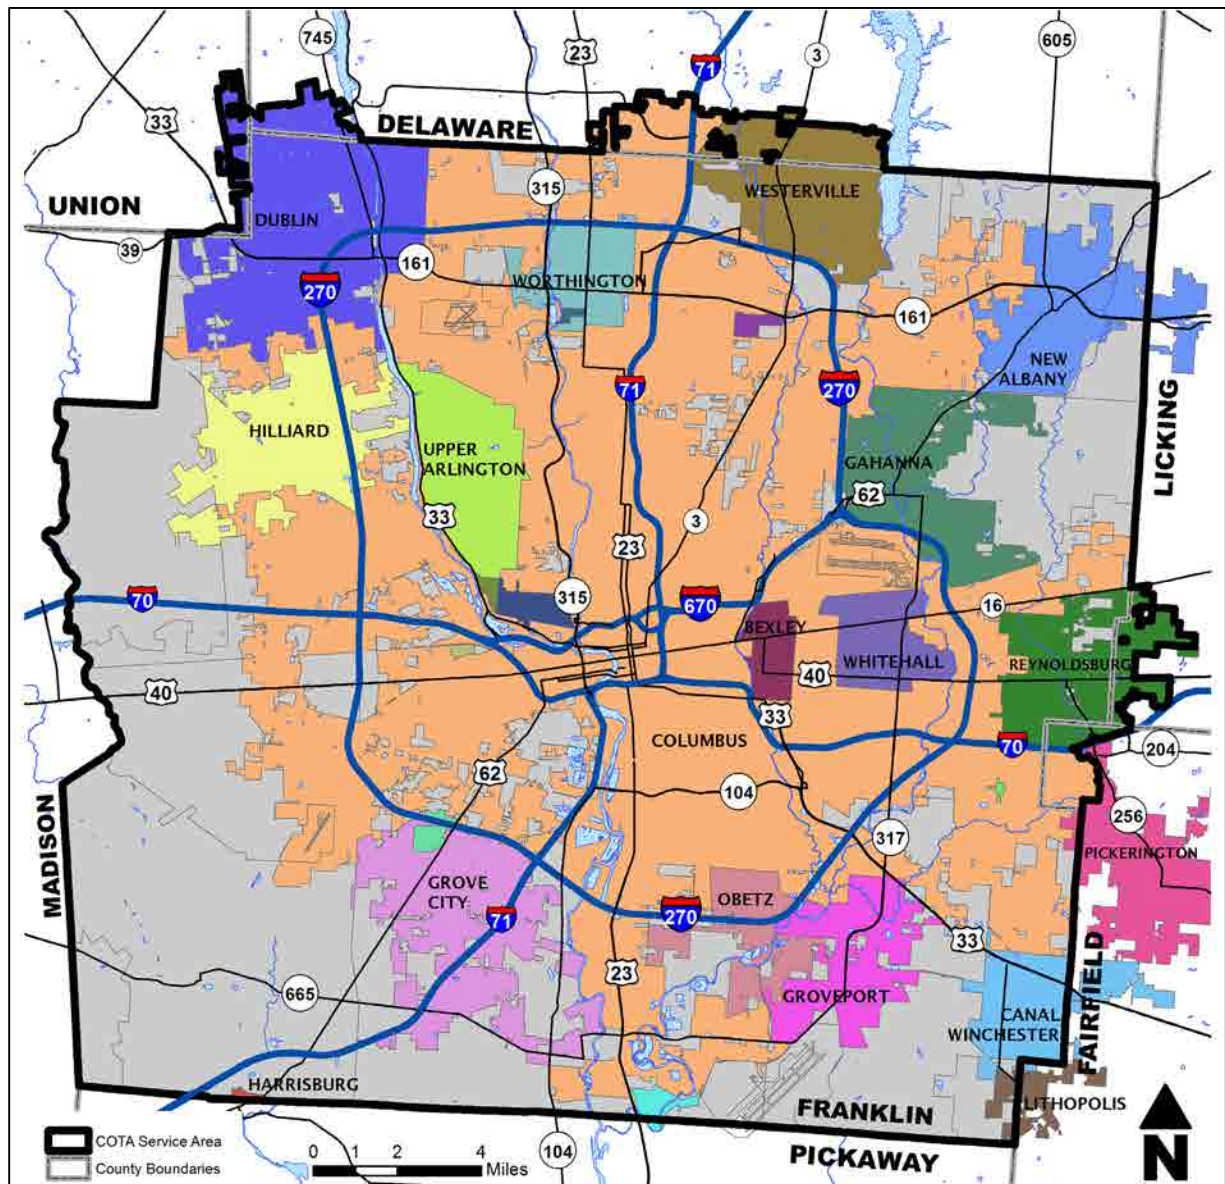 745
23
71
3
605
33
DELAWARE
UNION
315
WESTERVILLE
DUBLIN
39
161
WORTHINGTON
270
161
NEW
ALBANY
71
270
LICKING
HILLIARD
UPPER
ARLINGTON
GAHANNA
62
33
3
23
70
315
670
16
BEXLEY
WHITEHALL
REYNOLDSBURG
40
40
33
COLUMBUS
70
204
62
104
256
317
PICKERINGTON
MADISON
GROVE
CITY
OBETZ
71
270
33
23
665
GROVEPORT
CANAL
WINCHESTER
FAIRFIELD
HARRISBURG
LITHOPOLIS
FRANKLIN
PICKAWAY
104
COTA Service Area
County Boundaries
0 1 2 4
Miles
N